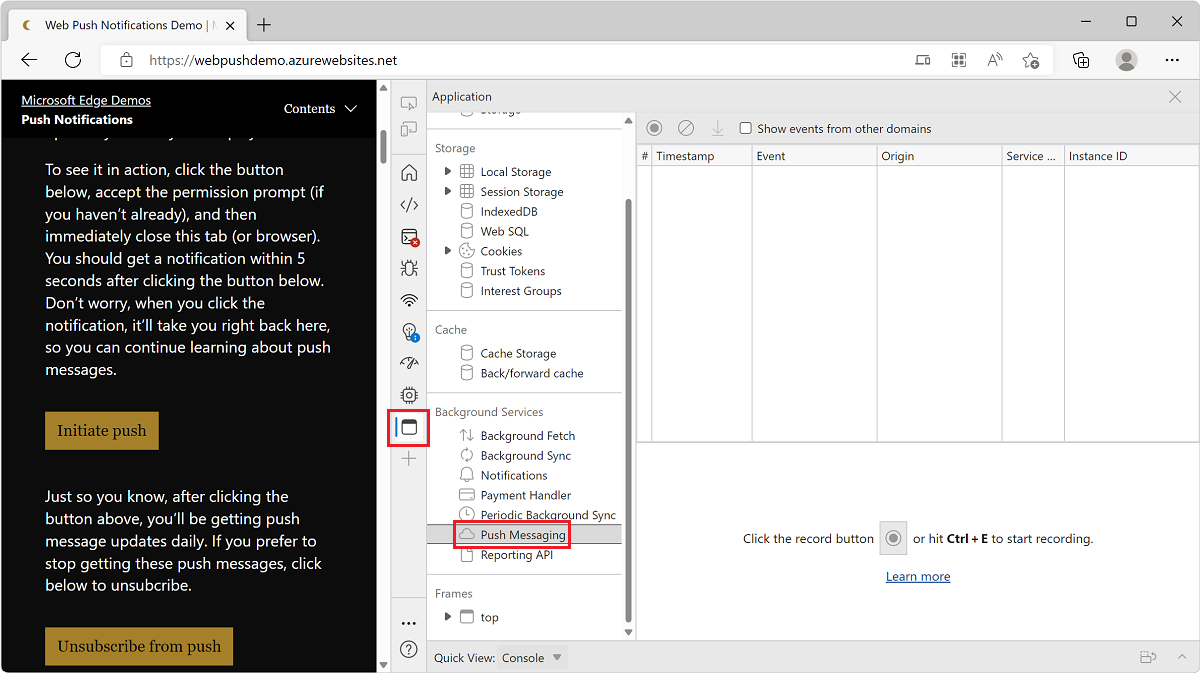 Web Push Notifications Demo |
https://webpushdemo.azurewebsites.net
Microsoft Edge Demos
Push Notifications
Contents
To see it in action, click the button
below, accept the permission prompt (if
you haven't already), and then
immediately close this tab (or browser).
You should get a notification within 5
seconds after clicking the button below.
Don't worry, when you click the
notification, it'll take you right back here,
so you can continue learning about push
messages.
Initiate push
Just so you know, after clicking the
button above, you'll be getting push
message updates daily. If you prefer to
stop getting these push messages, click
below to unsubcribe.
Unsubscribe from push
Application
Storage
Storage
Local Storage
Session Storage
IndexedDB
Web SQL
Cookies
Trust Tokens
Interest Groups
Cache
Cache Storage
Back/forward cache
Background Services
Background Fetch
Background Sync
Notifications
Payment Handler
Periodic Background Sync
Push Messaging
Reporting API
Frames
top
Show events from other domains
# Timestamp Event Origin Service ... Instance ID
Click the record button or hit Ctrl + E to start recording.
Learn more
Quick View: Console